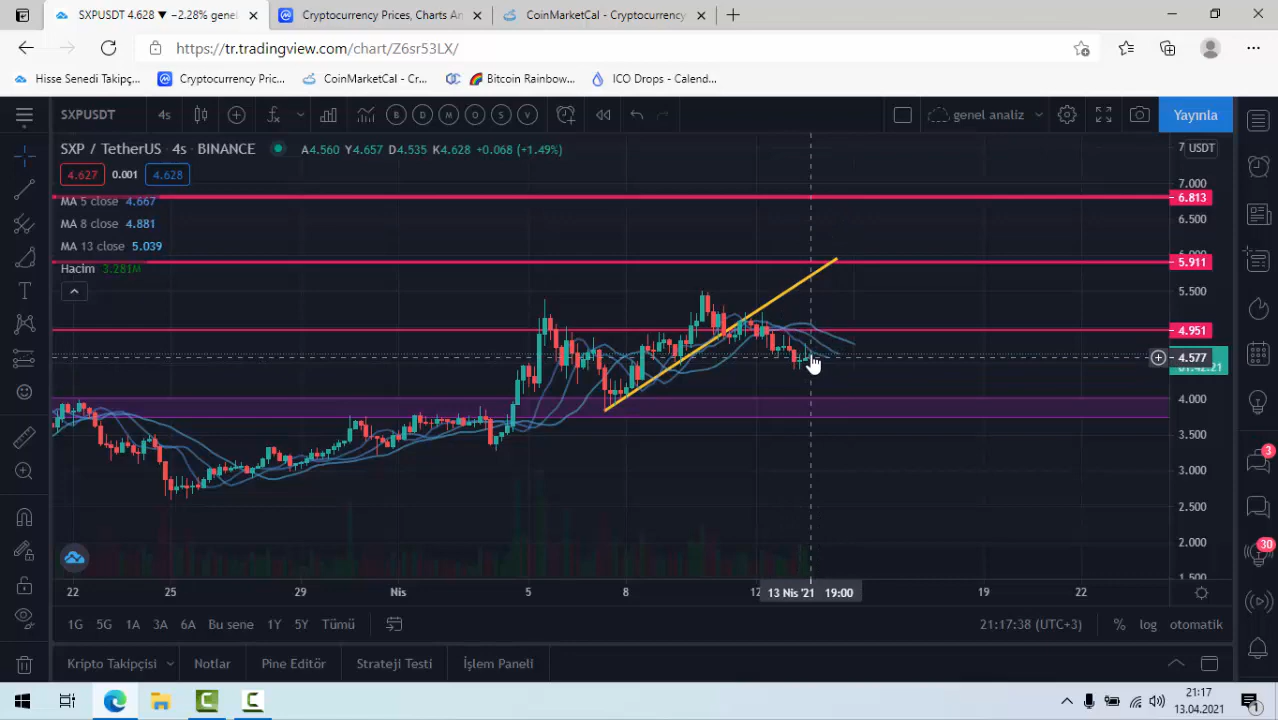 SXPUSDT 4.628 ▼ −2.28% genel
Cryptocurrency Prices, Charts An
CoinMarketCal - Cryptocurrency
https://tr.tradingview.com/chart/Z6sr53LX/
Hisse Senedi Takipç...
Cryptocurrency Pric...
CoinMarketCal - Cr...
Bitcoin Rainbow...
ICO Drops - Calend...
SXPUSDT
4s
B
D
M
O
S
V
genel analiz
Yayınla
SXP / TetherUS 4s BINANCE
A4.560 Y4.657 D4.535 K4.628 +0.068 (+1.49%)
USDT
4.627
0.001
4.628
7.000
MA 5 close 4.667
6.813
6.500
MA 8 close 4.881
MA 13 close 5.039
5.911
Hacim 3.281M
5.500
4.951
4.577
01:42:21
4.000
3.500
3.000
2.500
2.000
1.500
22
25
29
Nis
5
8
12
13 Nis '21 19:00
19
22
1G
5G
1A
3A
6A
Bu sene
1Y
5Y
Tümü
21:17:38 (UTC+3)
%
log
otomatik
Kripto Takipçisi
Notlar
Pine Editör
Strateji Testi
İşlem Paneli
3
30
21:17
13.04.2021
1